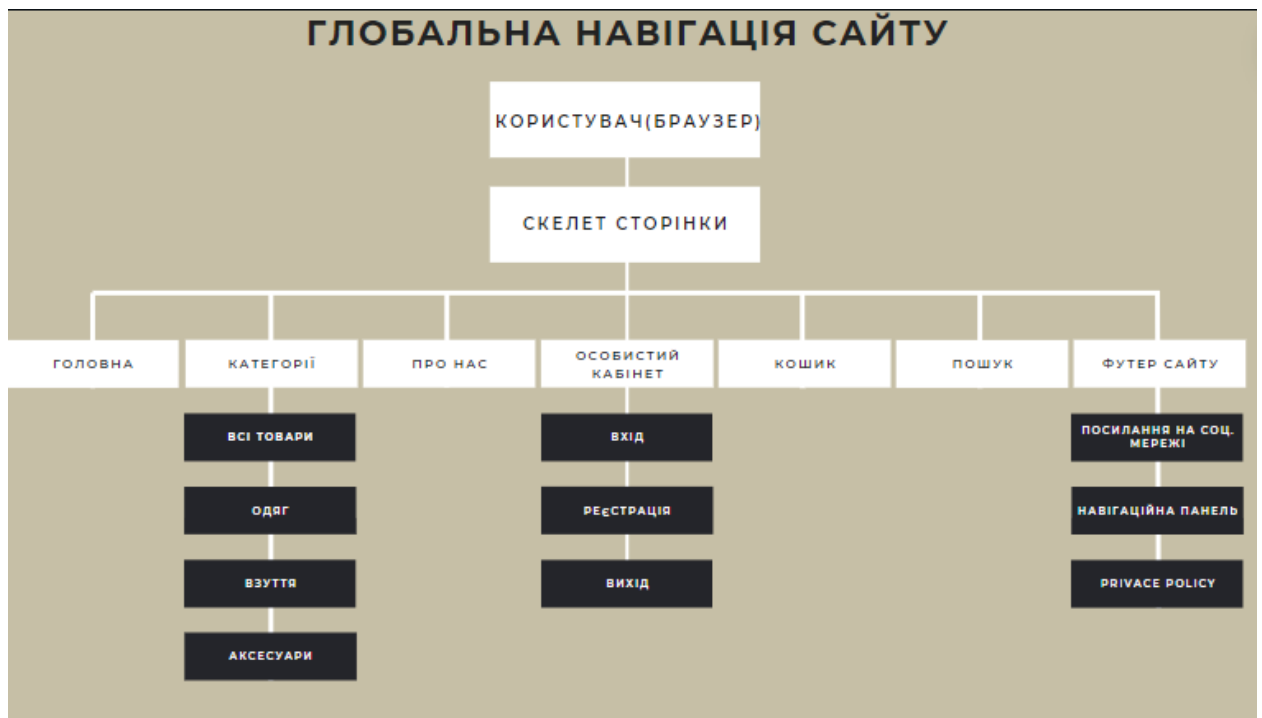 ГЛОБАЛЬНА НАВІГАЦІЯ САЙТУ
КОРИСТУВАЧ(БРАУЗЕР)
СКЕЛЕТ СТОРІНКИ
ГОЛОВНА
КАТЕГОРІЇ
ПРО НАС
ОСОБИСТИЙ
КАБІНЕТ
КОШИК
ПОШУК
ФУТЕР САЙТУ
ВСІ ТОВАРИ
ОДЯГ
ВЗУТТЯ
АКСЕСУАРИ
ВХІД
РЕєСТРАЦІЯ
ВИХІД
ПОСИЛАННЯ НА СОЦ.
МЕРЕЖІ
НАВІГАЦІЙНА ПАНЕЛЬ
PRIVACE POLICY